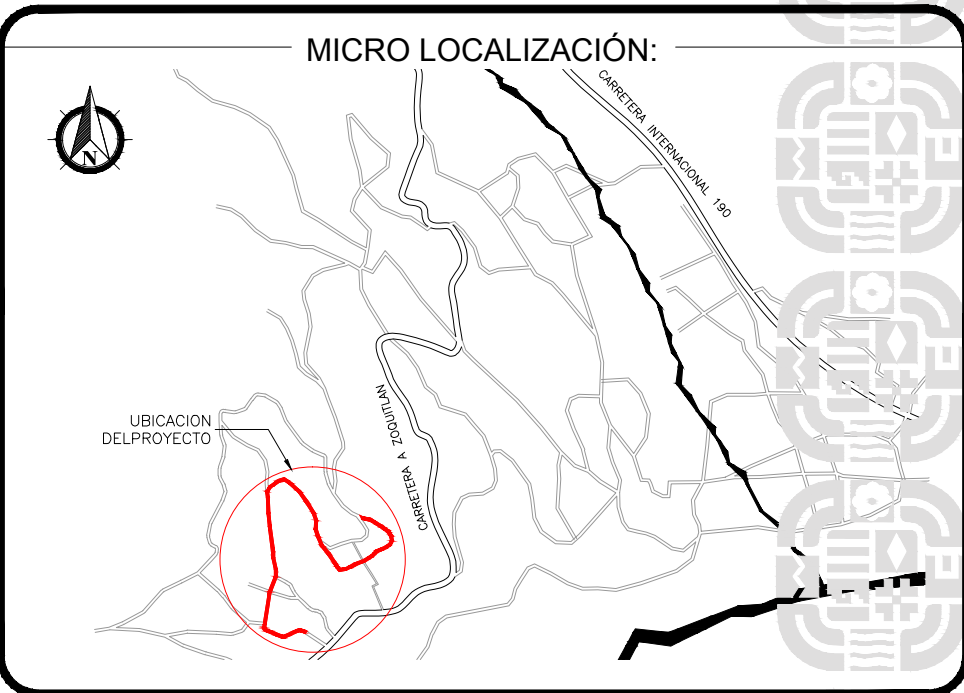 MICRO LOCALIZACIÓN:
N
CARRETERA INTERNACIONAL 190
UBICACION
DELPROYECTO
CARRETERA A ZOQUITLAN